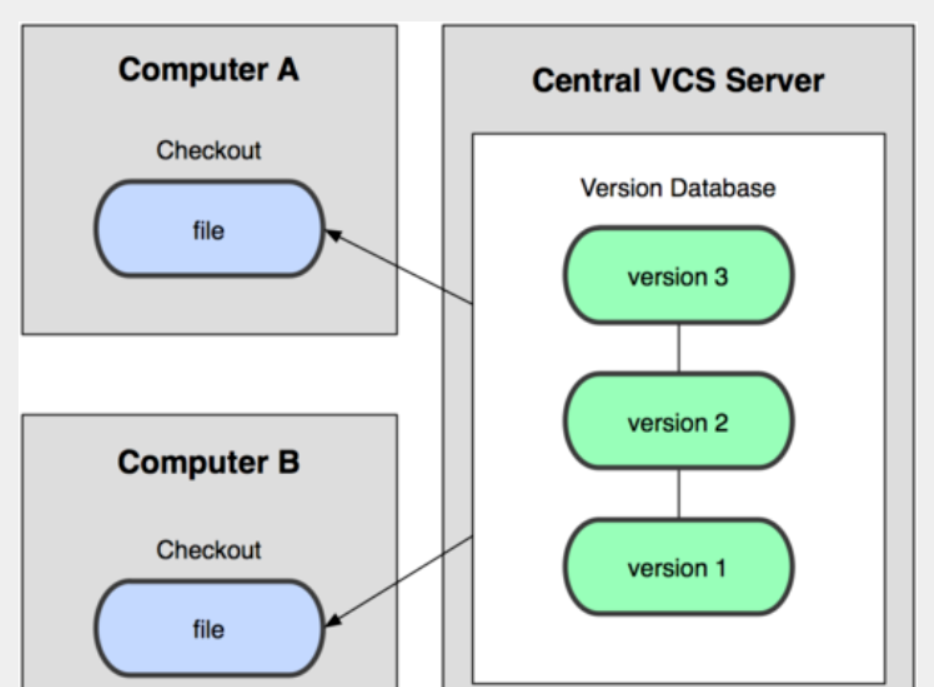 Computer A
Checkout
file
Computer B
Checkout
file
Central VCS Server
Version Database
version 3
version 2
version 1